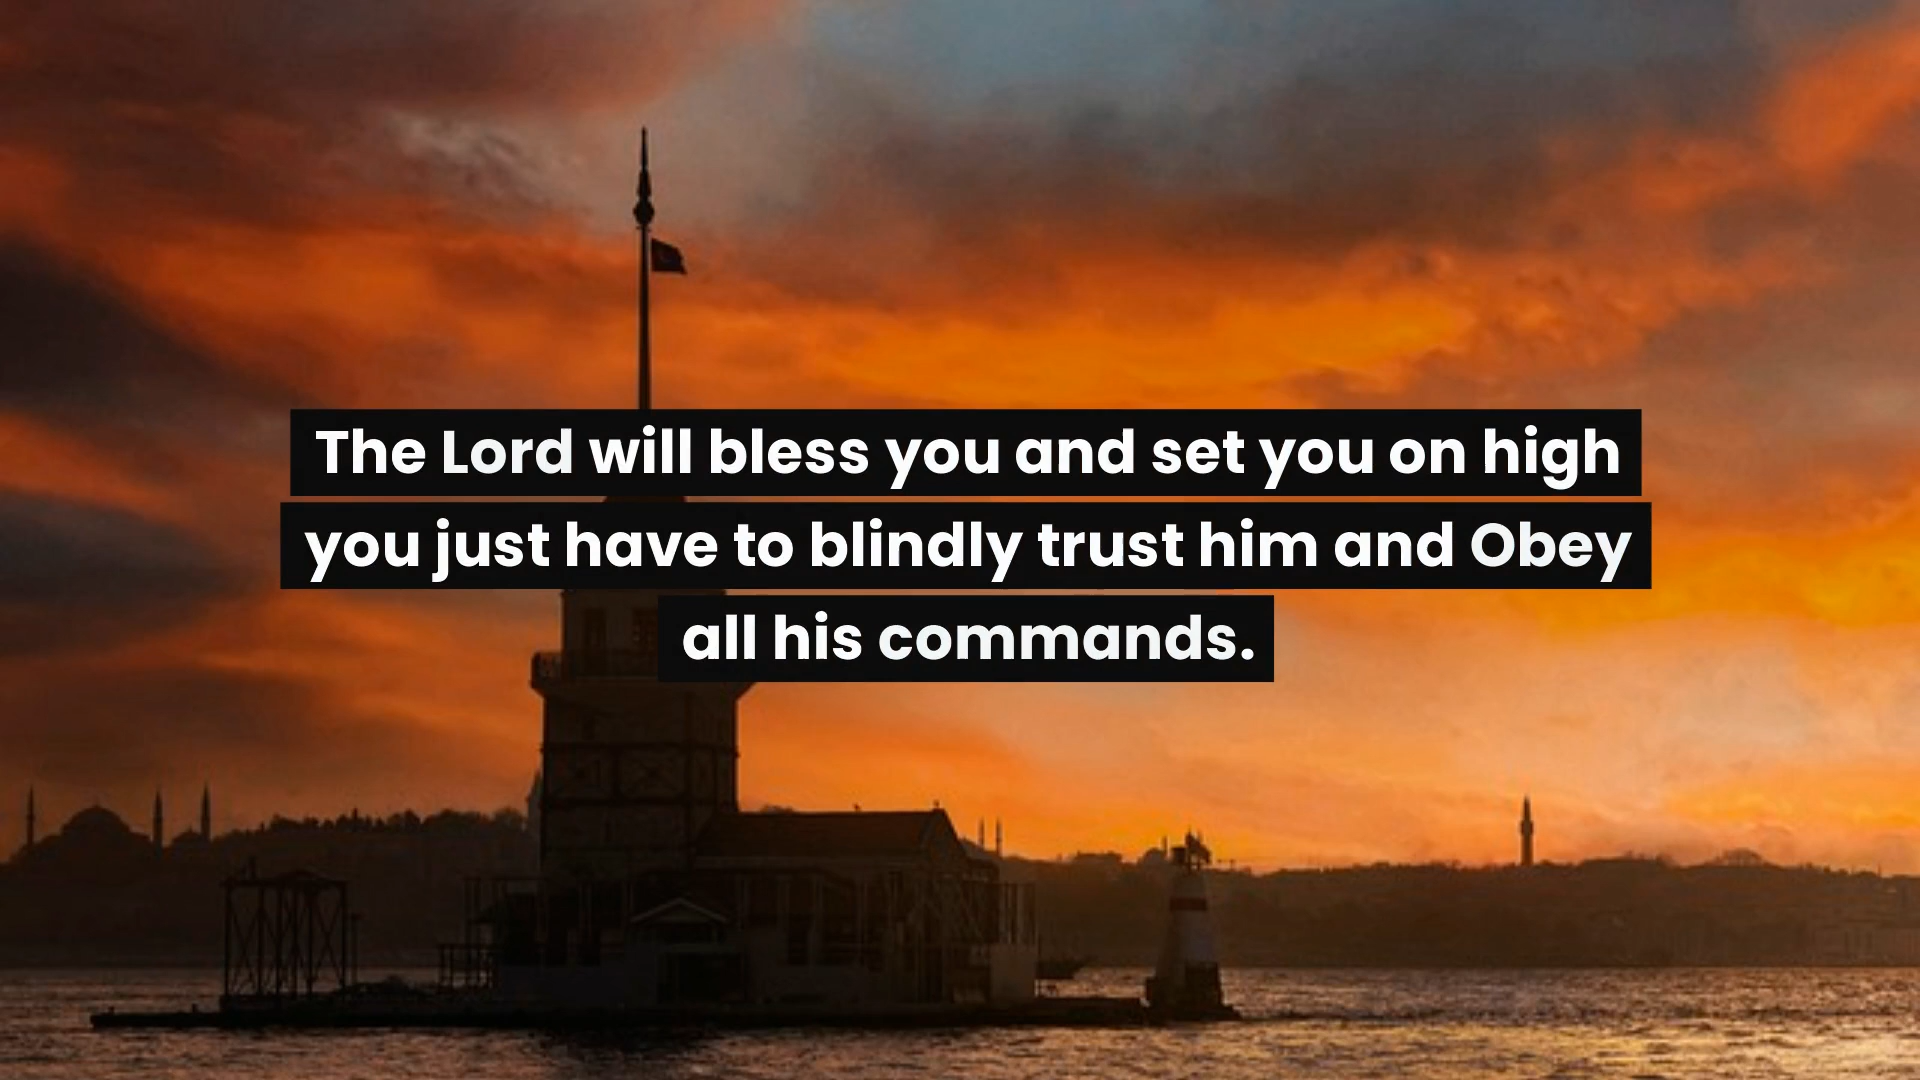 The Lord will bless you and set you on high
you just have to blindly trust him and Obey
all his commands.